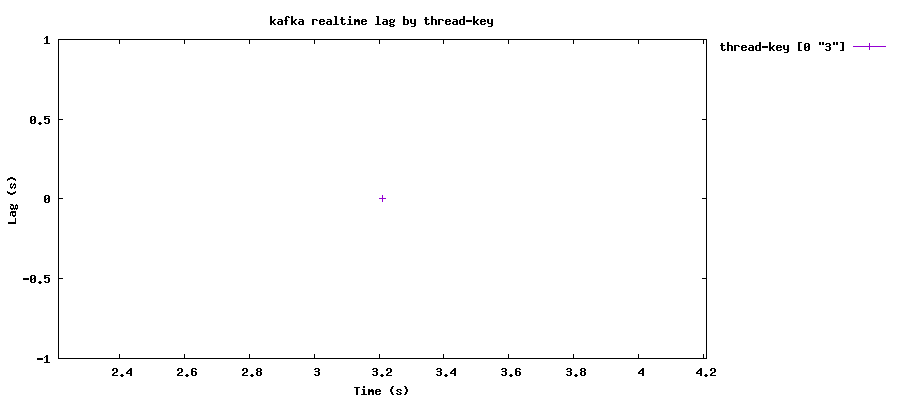 kafka realtime lag by thread-key
thread-key [0 "3"]
1
0.5
0
-0.5
-1
Lag (s)
2.4 2.6 2.8 3 3.2 3.4 3.6 3.8 4 4.2
Time (s)